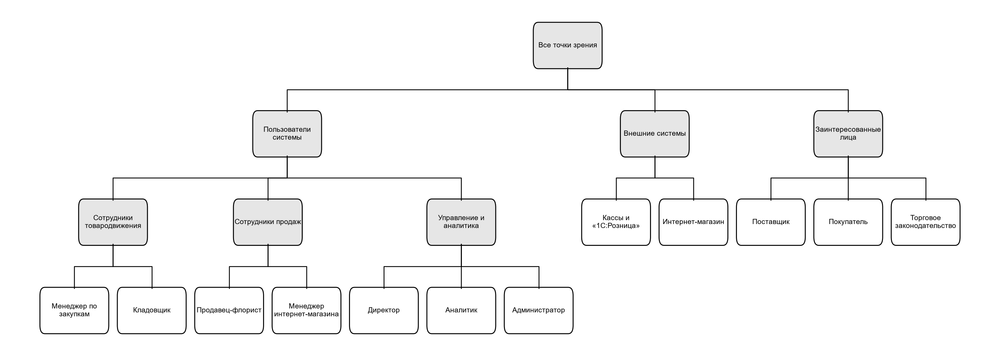 Все точки зрения
Пользователи
системы
Внешние системы
Заинтересованные
лица
Сотрудники
товародвижения
Сотрудники продаж
Управление и
аналитика
Кассы и
«1С:Розница»
Интернет-магазин
Поставщик
Покупатель
Торговое
законодательство
Менеджер по
закупкам
Кладовщик
Продавец-флорист
Менеджер
интернет-магазина
Директор
Аналитик
Администратор